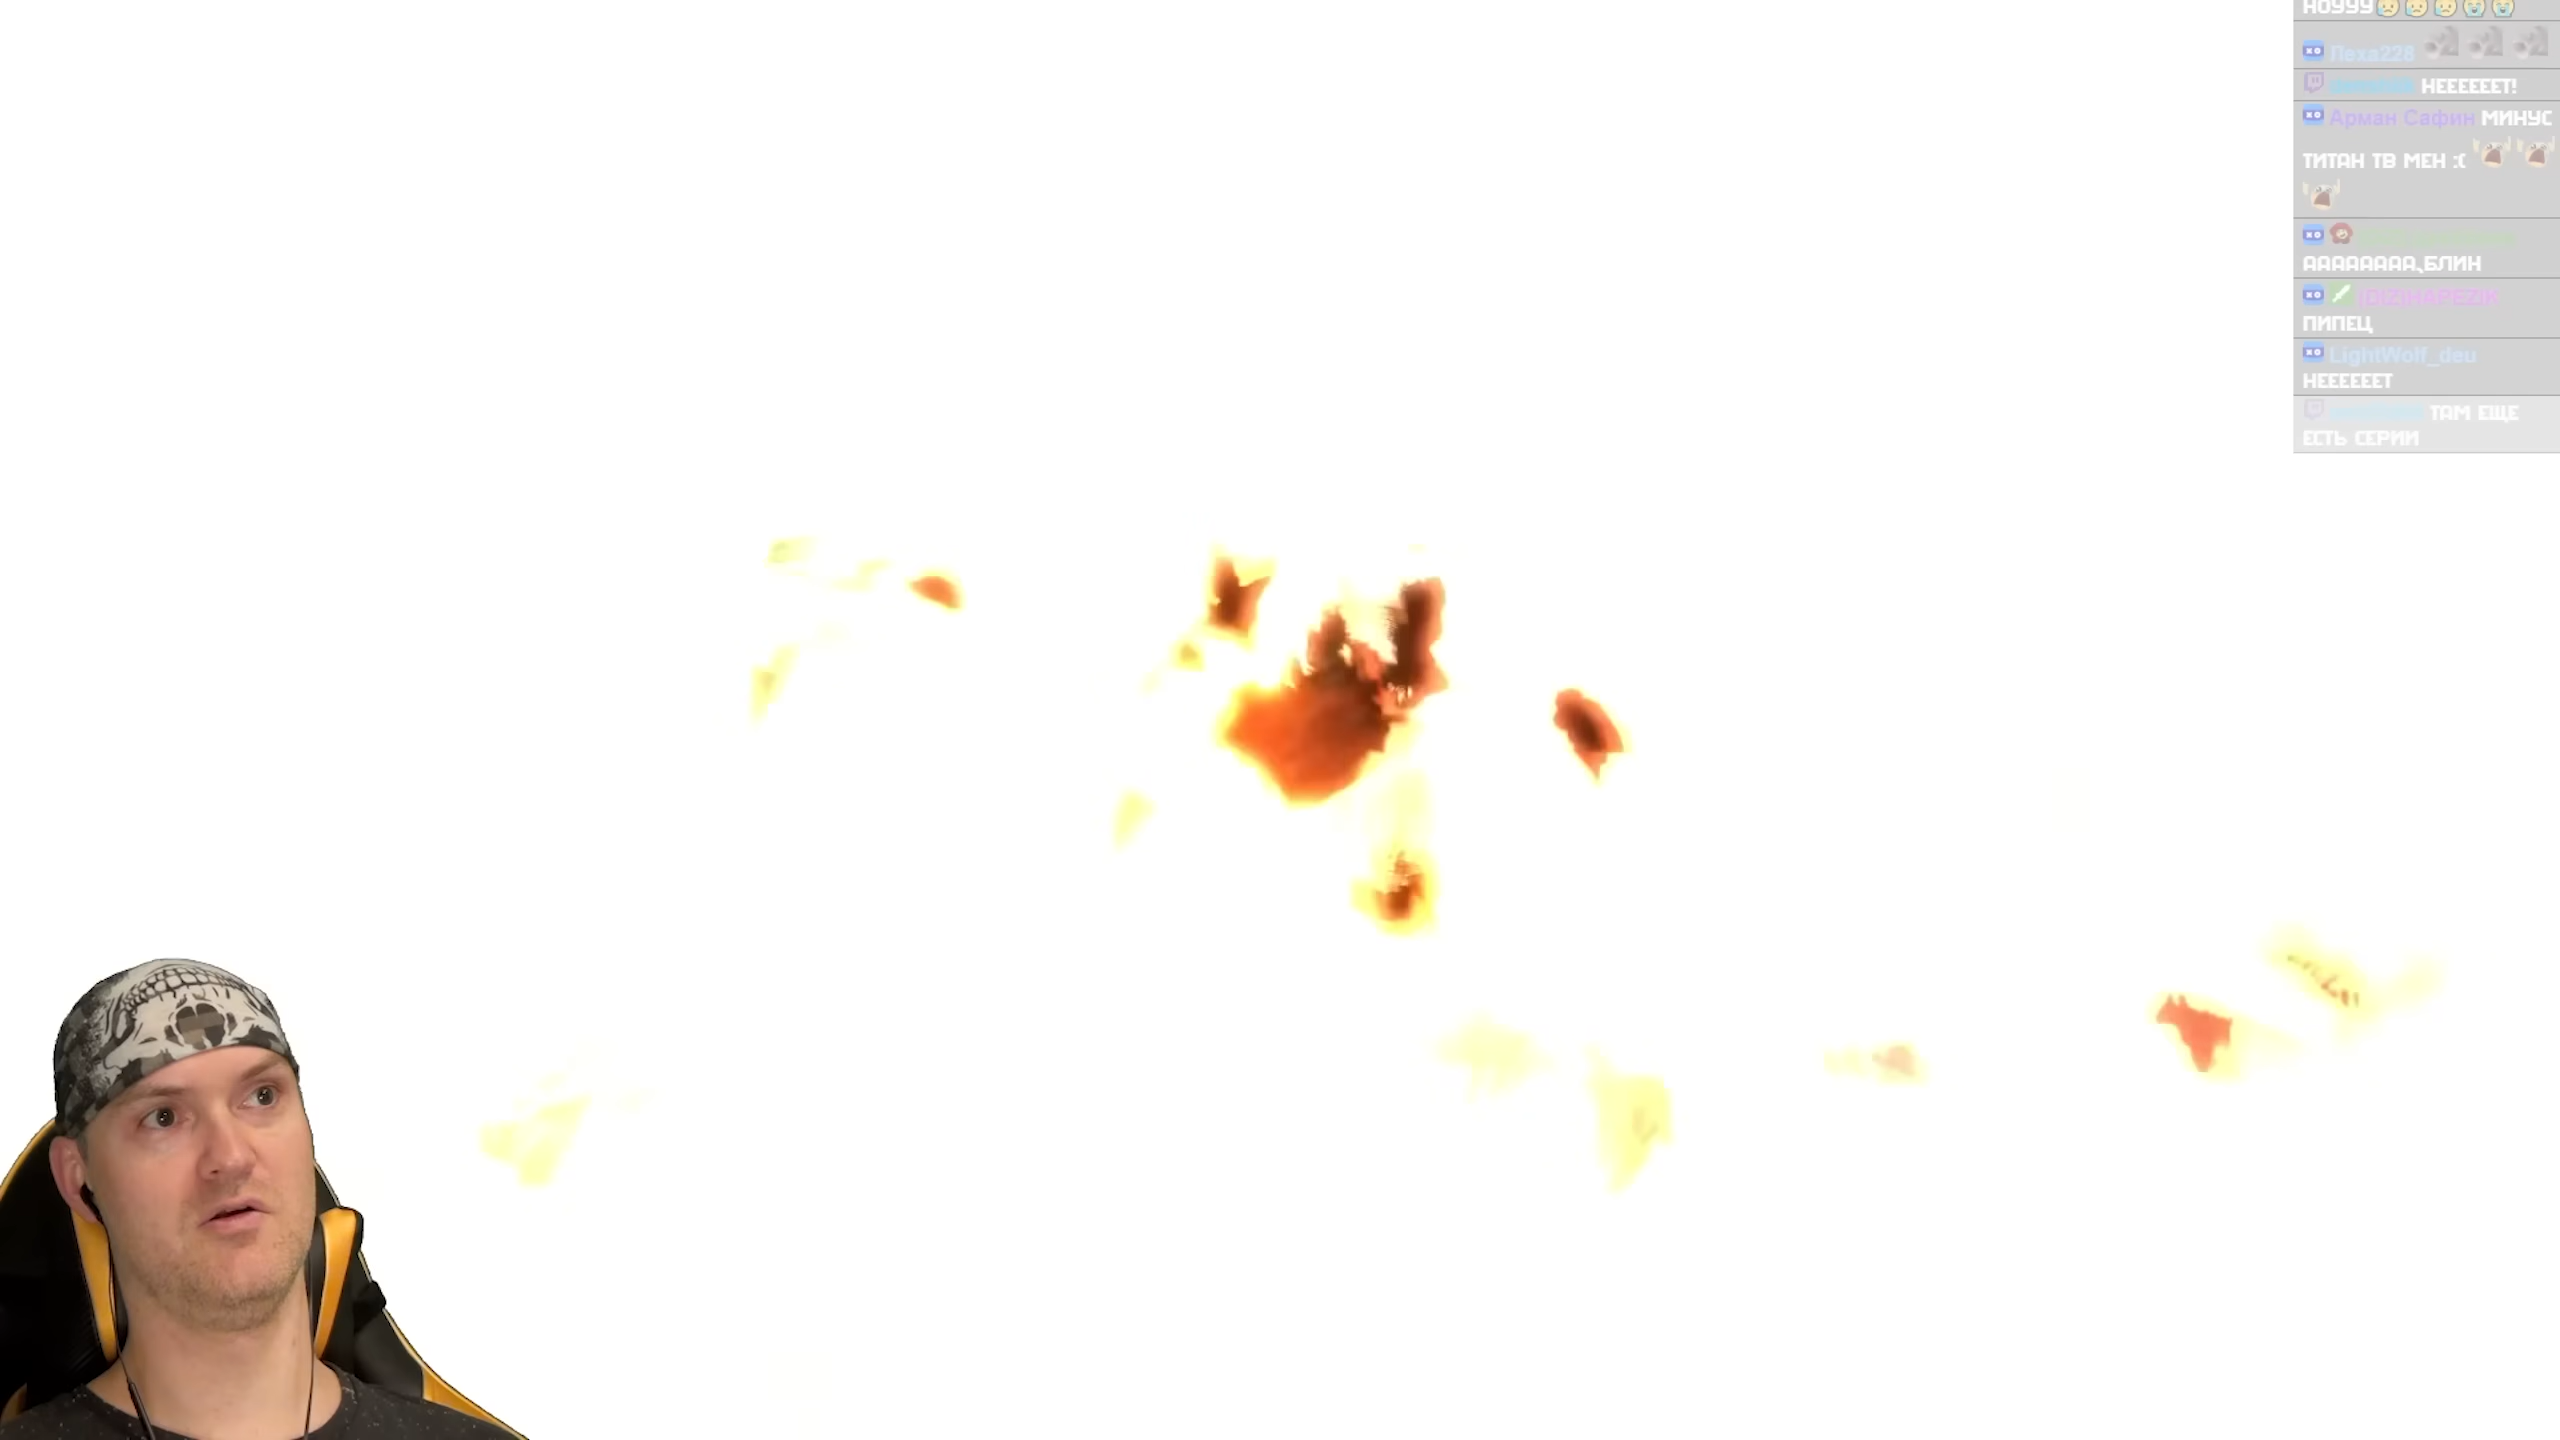 НОУУУ
Леха228
НЕЕЕЕЕЕТ!
Арман Сафин МИНУС
ТИТАН ТВ МЕН :(
АААААААА,БЛИН
ПИПЕЦ
LightWolf_deu
НЕЕЕЕЕЕТ
ТАМ ЕЩЕ
ЕСТЬ СЕРИИ